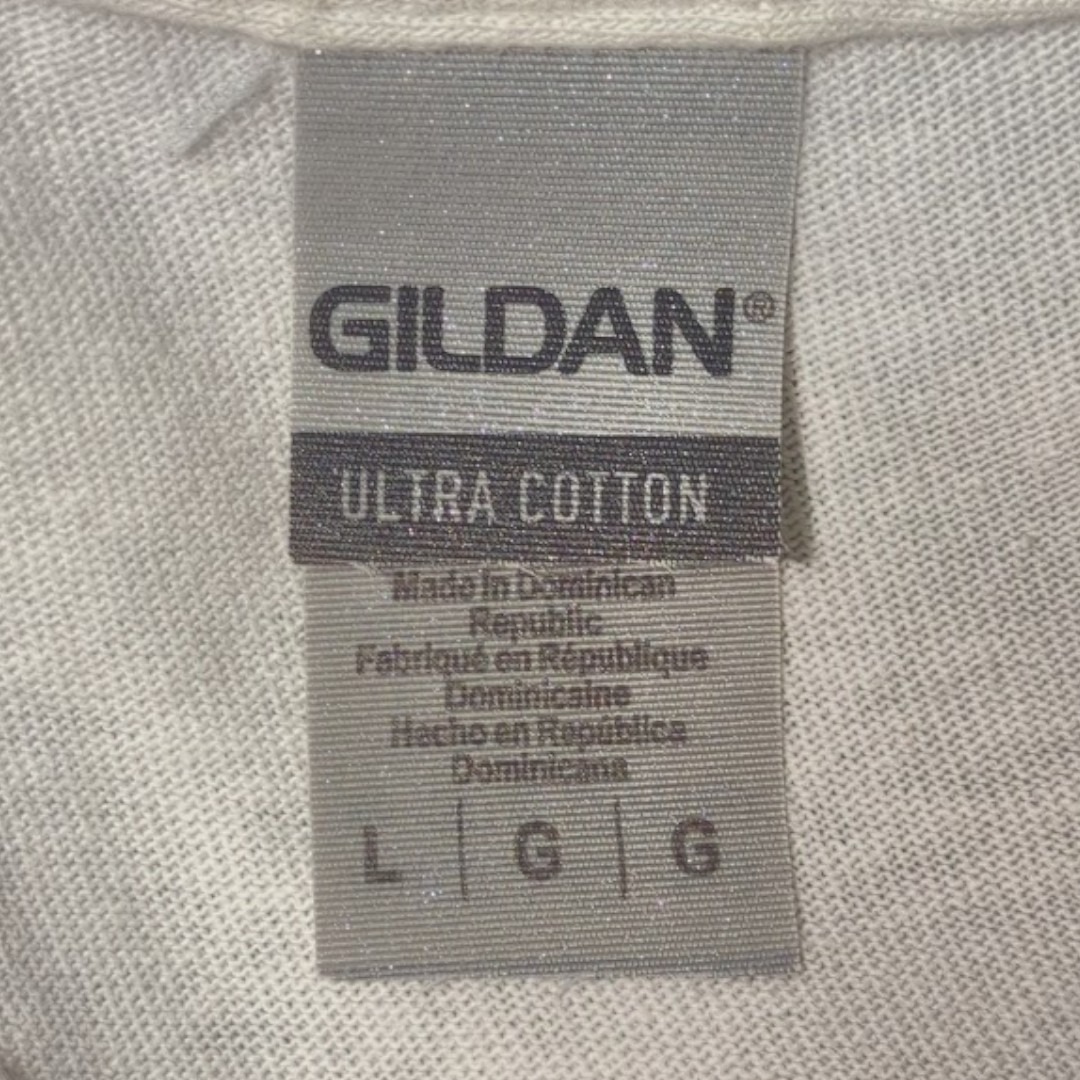 GILDAN®
ULTRA COTTON
Made in Dominican
Republic
Fabriqué en République
Dominicaine
Hecho en República
Dominicana
L | G | G